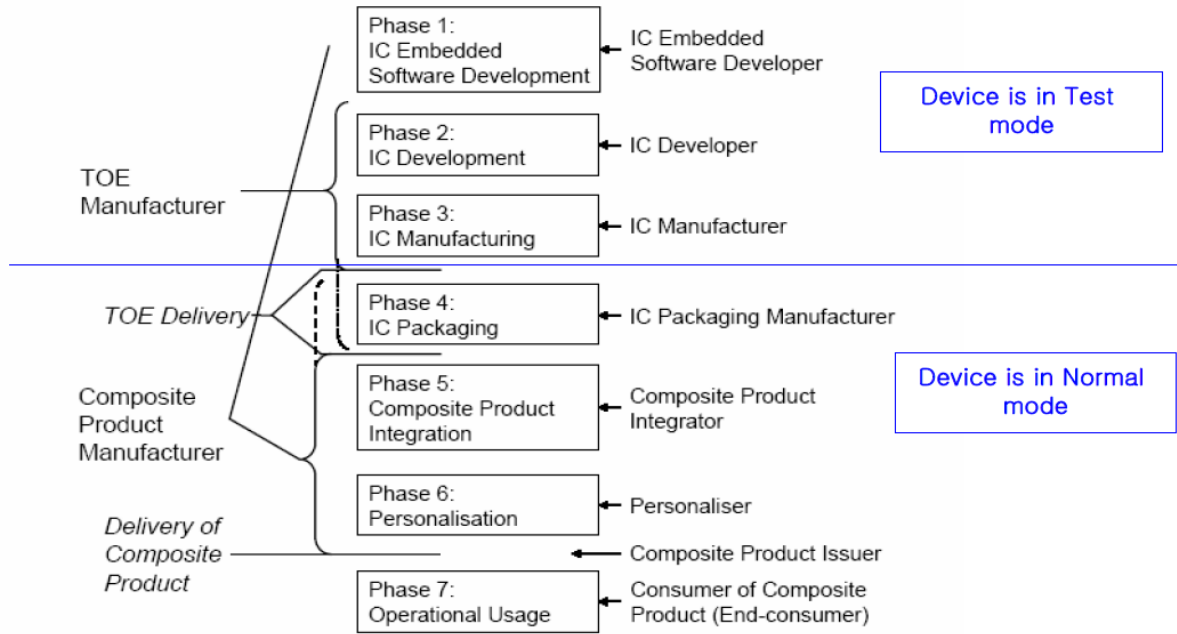 Phase 1:
IC Embedded
Software Development
IC Embedded
Software Developer
Device is in Test
mode
Phase 2:
IC Development
IC Developer
TOE
Manufacturer
Phase 3:
IC Manufacturing
IC Manufacturer
TOE Delivery
Phase 4:
IC Packaging
IC Packaging Manufacturer
Device is in Normal
mode
Composite
Product
Manufacturer
Phase 5:
Composite Product
Integration
Composite Product
Integrator
Phase 6:
Personalisation
Personaliser
Delivery of
Composite
Product
Composite Product Issuer
Phase 7:
Operational Usage
Consumer of Composite
Product (End-consumer)